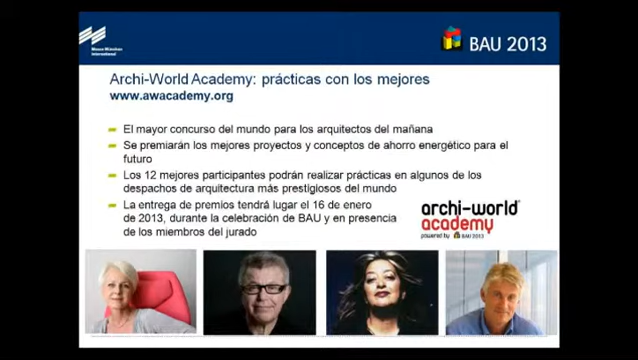 Messe München
International
BAU 2013
Archi-World Academy: prácticas con los mejores
www.awacademy.org
El mayor concurso del mundo para los arquitectos del mañana
Se premiarán los mejores proyectos y conceptos de ahorro energético para el
futuro
Los 12 mejores participantes podrán realizar prácticas en algunos de los
despachos de arquitectura más prestigiosos del mundo
La entrega de premios tendrá lugar el 16 de enero
de 2013, durante la celebración de BAU y en presencia
de los miembros del jurado
archi-world®
academy
powered by BAU 2013